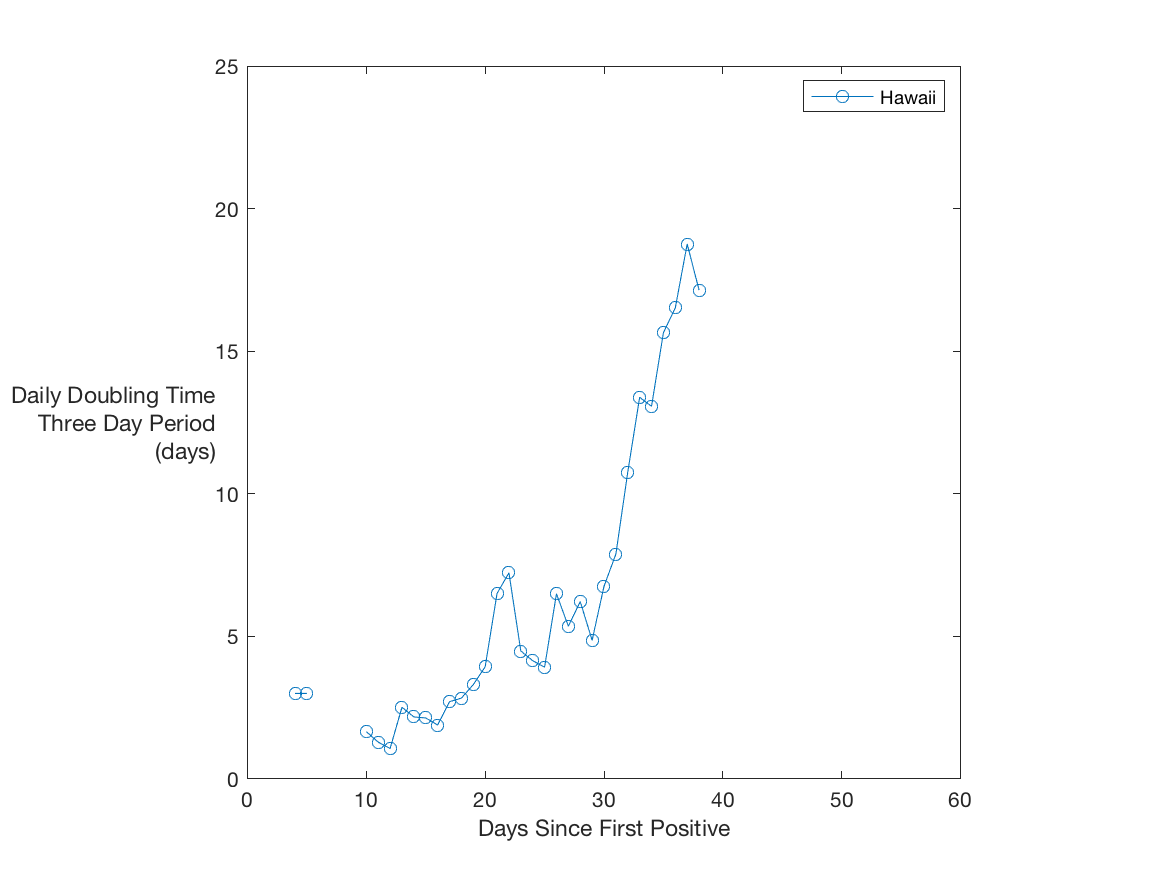 25
Hawaii
20
15
Daily Doubling Time
Three Day Period
(days)
10
5
0
0 10 20 30 40 50 60
Days Since First Positive